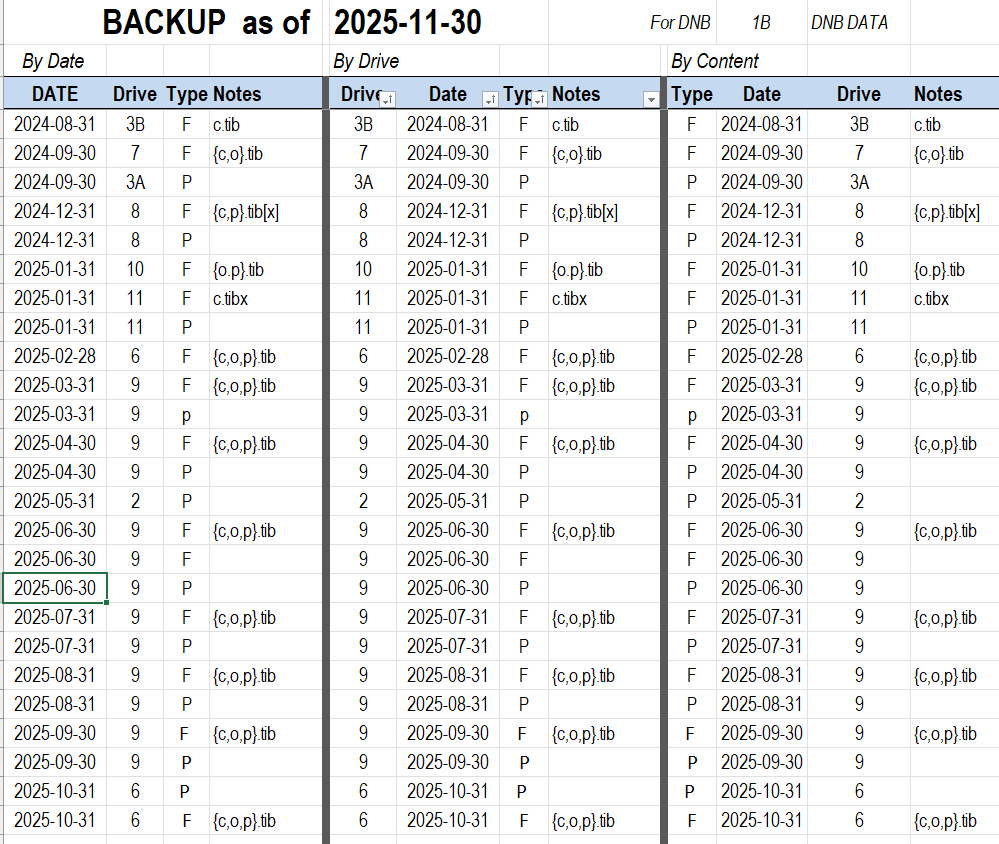 BACKUP as of 2025-11-30 For DNB 1B DNB DATA
By Date By Drive By Content
DATE Drive Type Notes Drive Date Type Notes Type Date Drive Notes
2024-08-31 3B F c.tib 3B 2024-08-31 F c.tib F 2024-08-31 3B c.tib
2024-09-30 7 F {c,o}.tib 7 2024-09-30 F {c,o}.tib F 2024-09-30 7 {c,o}.tib
2024-09-30 3A P 3A 2024-09-30 P P 2024-09-30 3A
2024-12-31 8 F {c,p}.tib[x] 8 2024-12-31 F {c,p}.tib[x] F 2024-12-31 8 {c,p}.tib[x]
2024-12-31 8 P 8 2024-12-31 P P 2024-12-31 8
2025-01-31 10 F {o.p}.tib 10 2025-01-31 F {o.p}.tib F 2025-01-31 10 {o.p}.tib
2025-01-31 11 F c.tibx 11 2025-01-31 F c.tibx F 2025-01-31 11 c.tibx
2025-01-31 11 P 11 2025-01-31 P P 2025-01-31 11
2025-02-28 6 F {c,o,p}.tib 6 2025-02-28 F {c,o,p}.tib F 2025-02-28 6 {c,o,p}.tib
2025-03-31 9 F {c,o,p}.tib 9 2025-03-31 F {c,o,p}.tib F 2025-03-31 9 {c,o,p}.tib
2025-03-31 9 p 9 2025-03-31 p p 2025-03-31 9
2025-04-30 9 F {c,o,p}.tib 9 2025-04-30 F {c,o,p}.tib F 2025-04-30 9 {c,o,p}.tib
2025-04-30 9 P 9 2025-04-30 P P 2025-04-30 9
2025-05-31 2 P 2 2025-05-31 P P 2025-05-31 2
2025-06-30 9 F {c,o,p}.tib 9 2025-06-30 F {c,o,p}.tib F 2025-06-30 9 {c,o,p}.tib
2025-06-30 9 F 9 2025-06-30 F F 2025-06-30 9
2025-06-30 9 P 9 2025-06-30 P P 2025-06-30 9
2025-07-31 9 F {c,o,p}.tib 9 2025-07-31 F {c,o,p}.tib F 2025-07-31 9 {c,o,p}.tib
2025-07-31 9 P 9 2025-07-31 P P 2025-07-31 9
2025-08-31 9 F {c,o,p}.tib 9 2025-08-31 F {c,o,p}.tib F 2025-08-31 9 {c,o,p}.tib
2025-08-31 9 P 9 2025-08-31 P P 2025-08-31 9
2025-09-30 9 F {c,o,p}.tib 9 2025-09-30 F {c,o,p}.tib F 2025-09-30 9 {c,o,p}.tib
2025-09-30 9 P 9 2025-09-30 P P 2025-09-30 9
2025-10-31 6 P 6 2025-10-31 P P 2025-10-31 6
2025-10-31 6 F {c,o,p}.tib 6 2025-10-31 F {c,o,p}.tib F 2025-10-31 6 {c,o,p}.tib